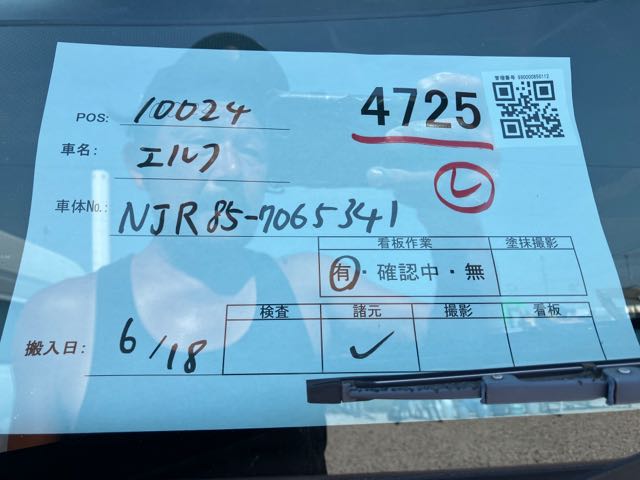 管理番号 990000856112
POS: 10024
4725
レ
車名: エルフ
車体No.: NJR85-7065341
看板作業 塗抹撮影
有・確認中・無
検査 諸元 撮影 看板
搬入日: 6/18 ✓